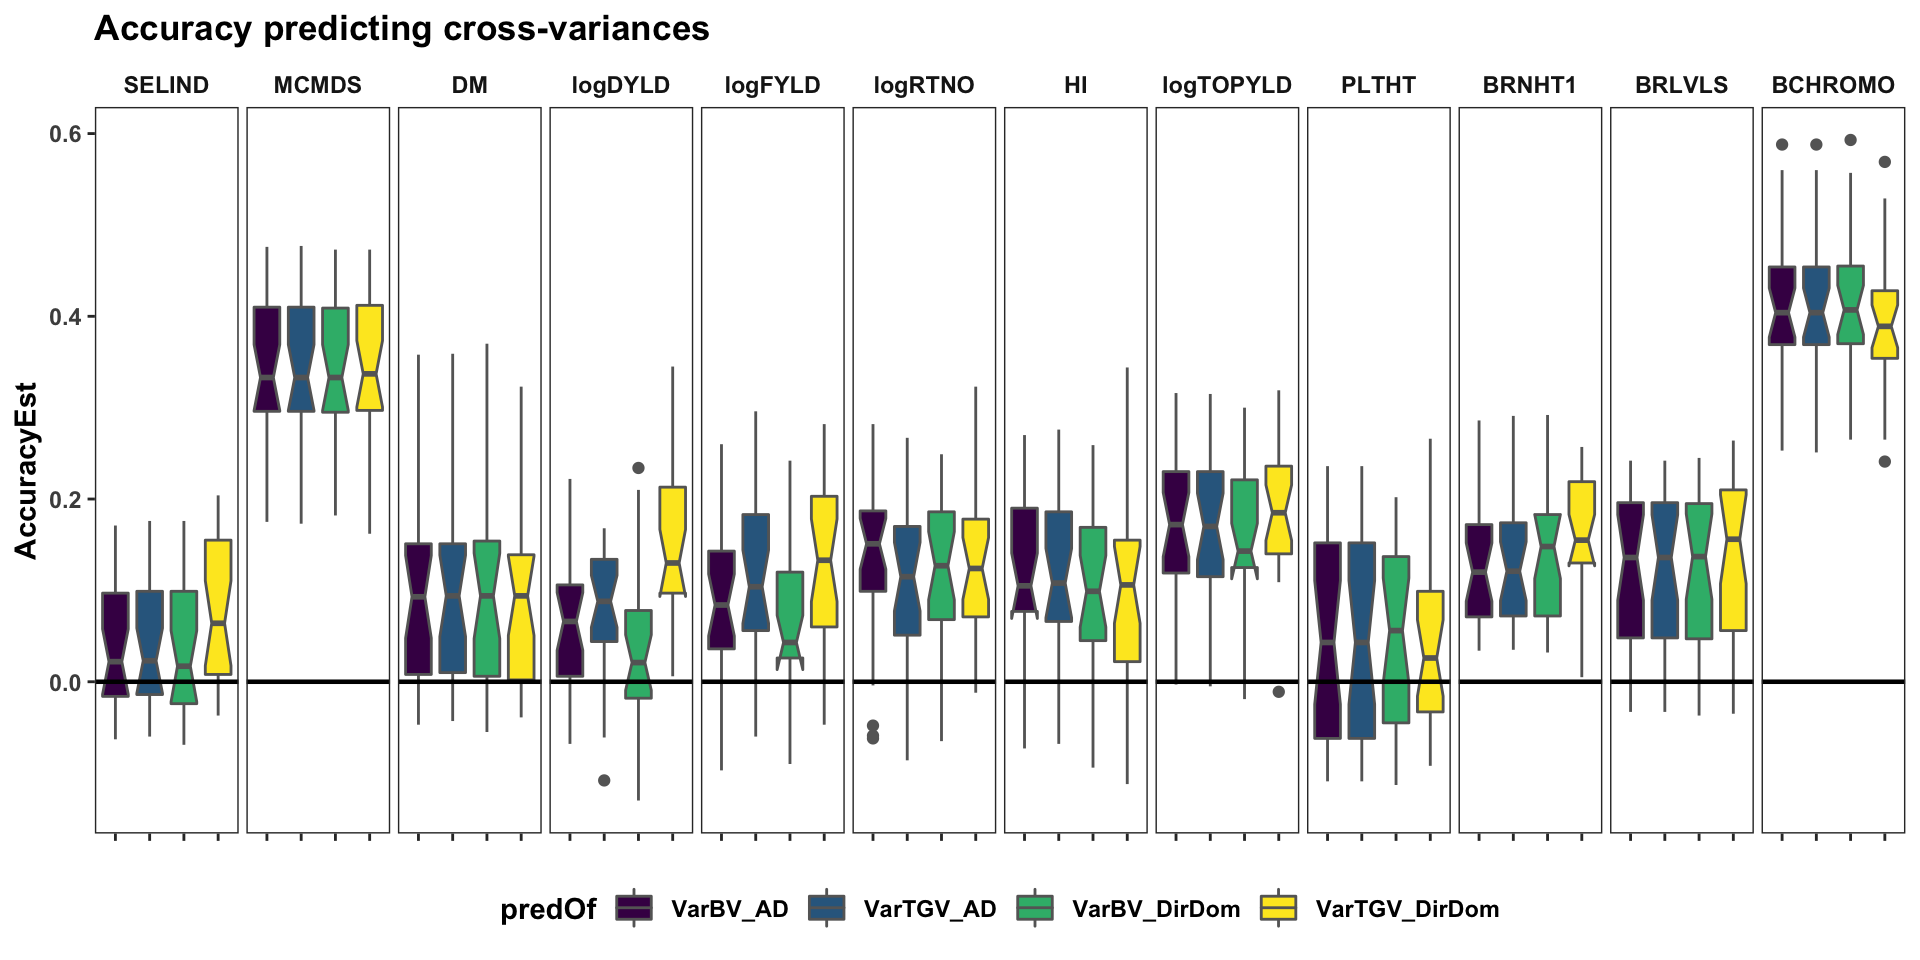 Accuracy predicting cross-variances
SELIND MCMDS DM logDYLD logFYLD logRTNO HI logTOPYLD PLTHT BRNHT1 BRLVLS BCHROMO
0.6
0.4
0.2
0.0
AccuracyEst
predOf VarBV_AD VarTGV_AD VarBV_DirDom VarTGV_DirDom